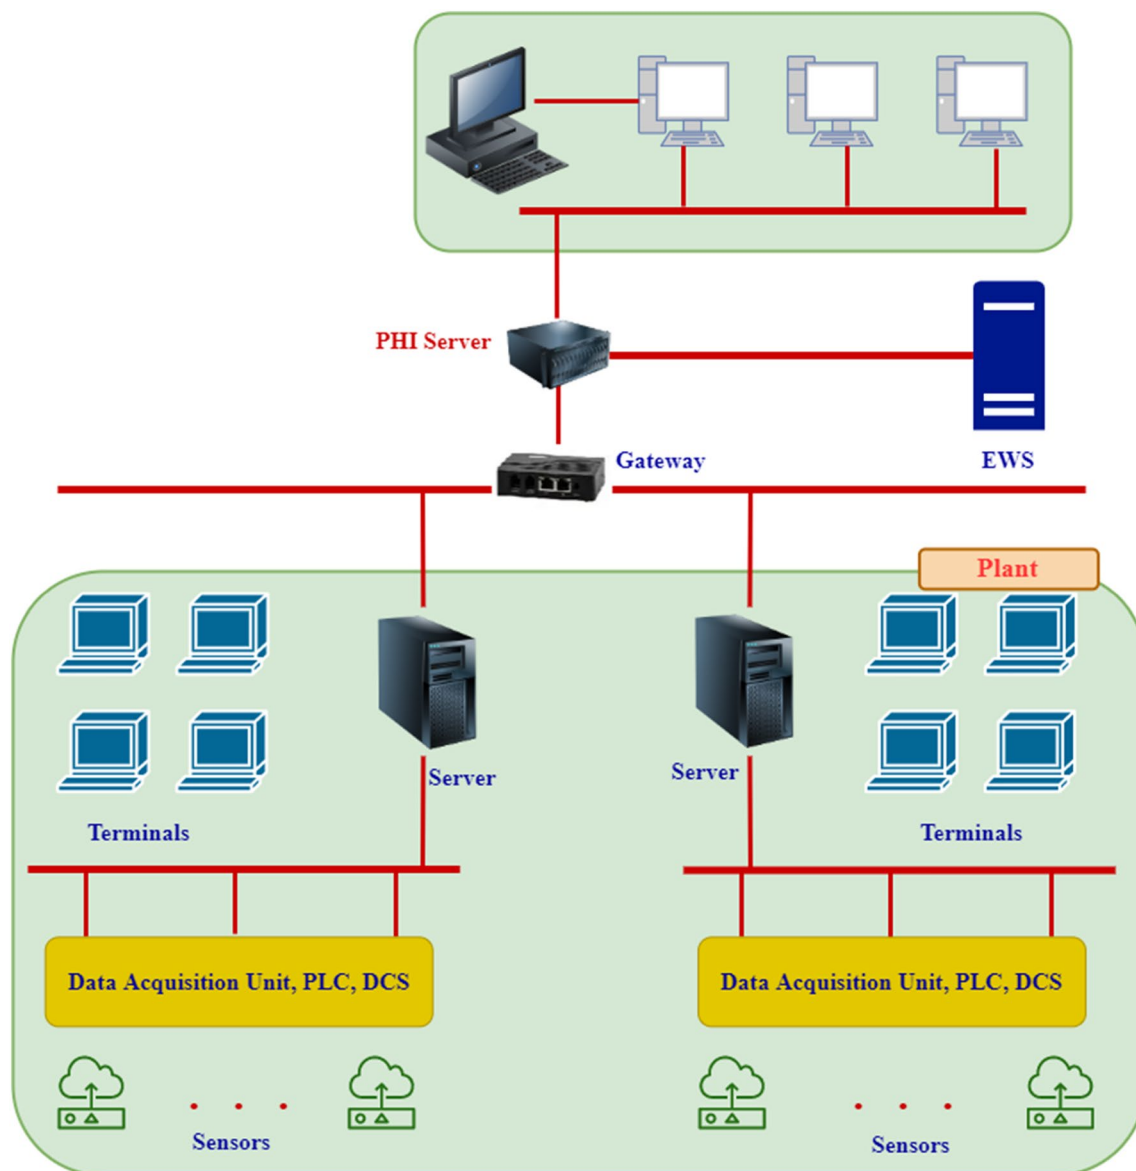 PHI Server
Gateway
EWS
Plant
Server
Server
Terminals
Terminals
Data Acquisition Unit, PLC, DCS
Data Acquisition Unit, PLC, DCS
Sensors
Sensors